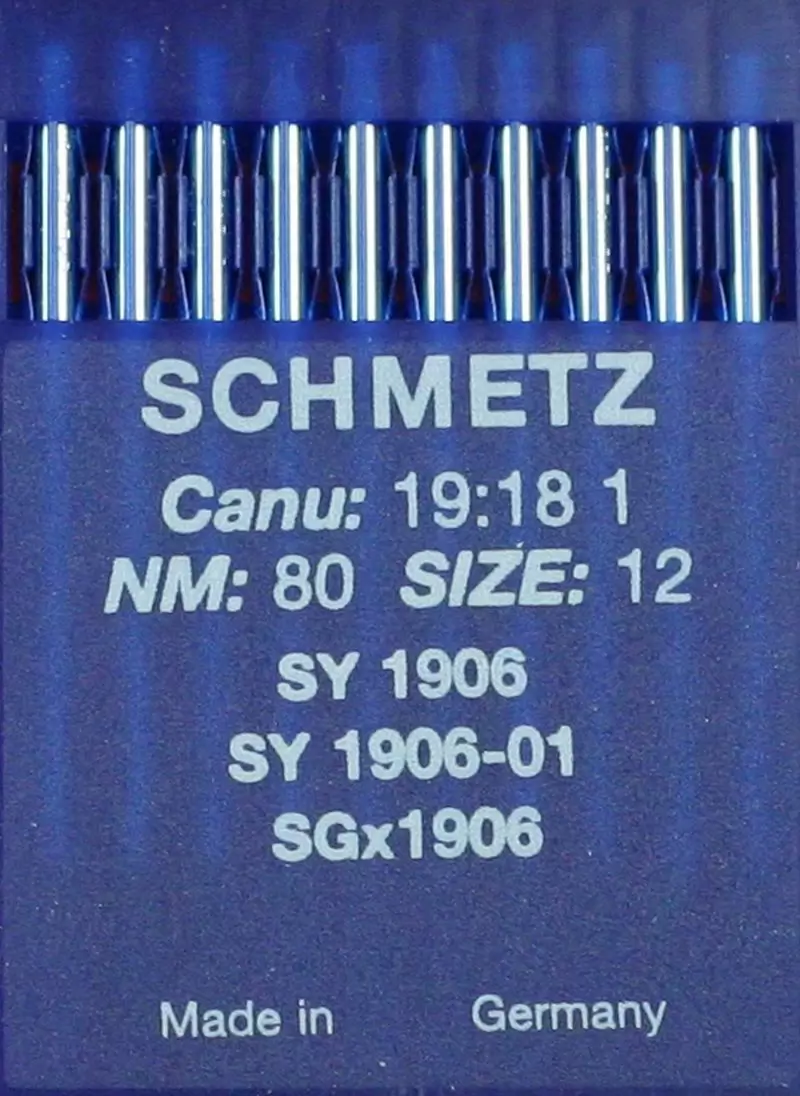 SCHMETZ
Canu: 19:18 1
NM: 80 SIZE: 12
SY 1906
SY 1906-01
SGx1906
Made in Germany